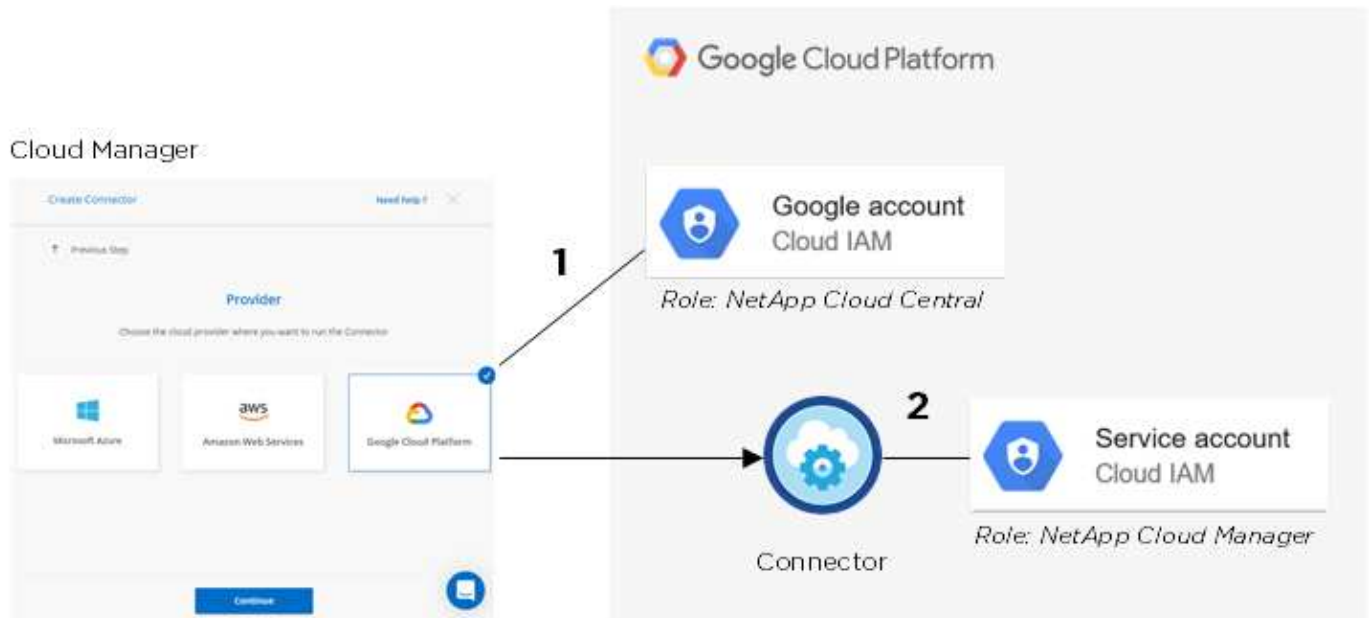 Google Cloud Platform
Cloud Manager
Create Connector
Need help?
Previous Step
Provider
Choose the cloud provider where you want to run the Connector
Microsoft Azure
aws
Amazon Web Services
Google Cloud Platform
Continue
1
Google account
Cloud IAM
Role: NetApp Cloud Central
2
Service account
Cloud IAM
Role: NetApp Cloud Manager
Connector